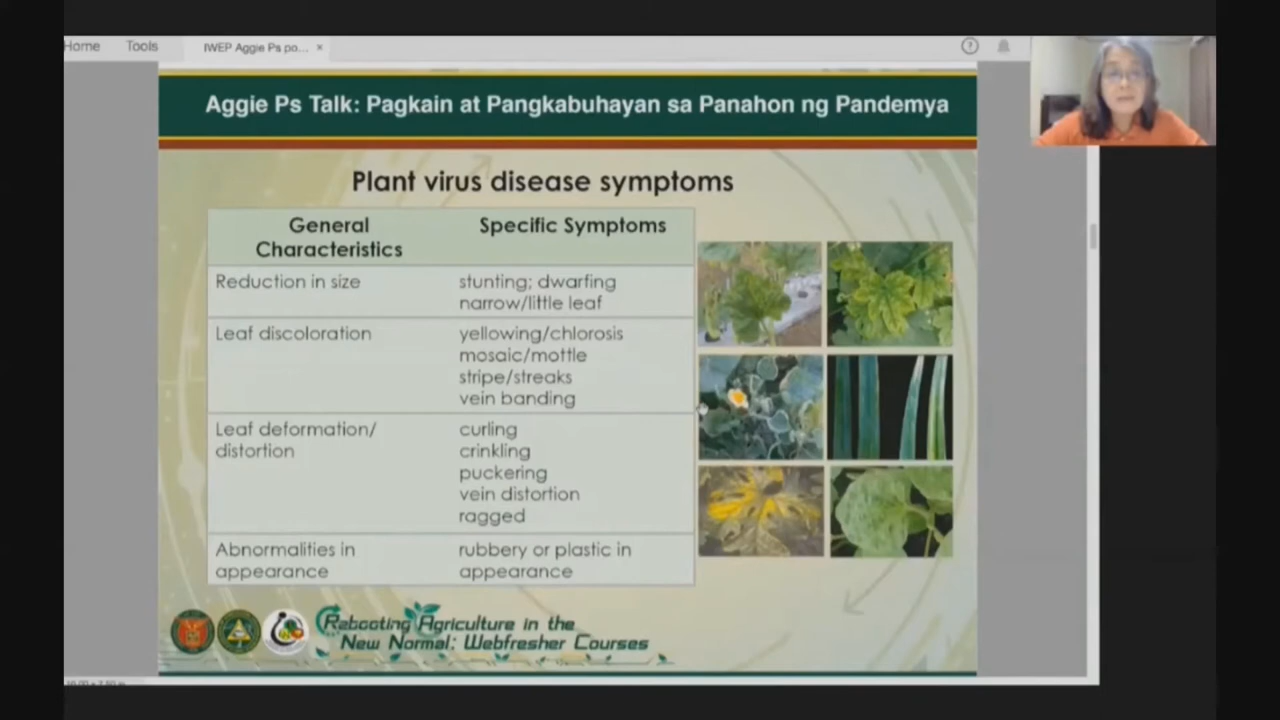 Home Tools IWEP Aggie Ps po... ×
Aggie Ps Talk: Pagkain at Pangkabuhayan sa Panahon ng Pandemya
Plant virus disease symptoms
General Characteristics
Specific Symptoms
Reduction in size
stunting; dwarfing
narrow/little leaf
Leaf discoloration
yellowing/chlorosis
mosaic/mottle
stripe/streaks
vein banding
Leaf deformation/
distortion
curling
crinkling
puckering
vein distortion
ragged
Abnormalities in
appearance
rubbery or plastic in
appearance
Rebooting Agriculture in the
New Normal: Webfresher Courses